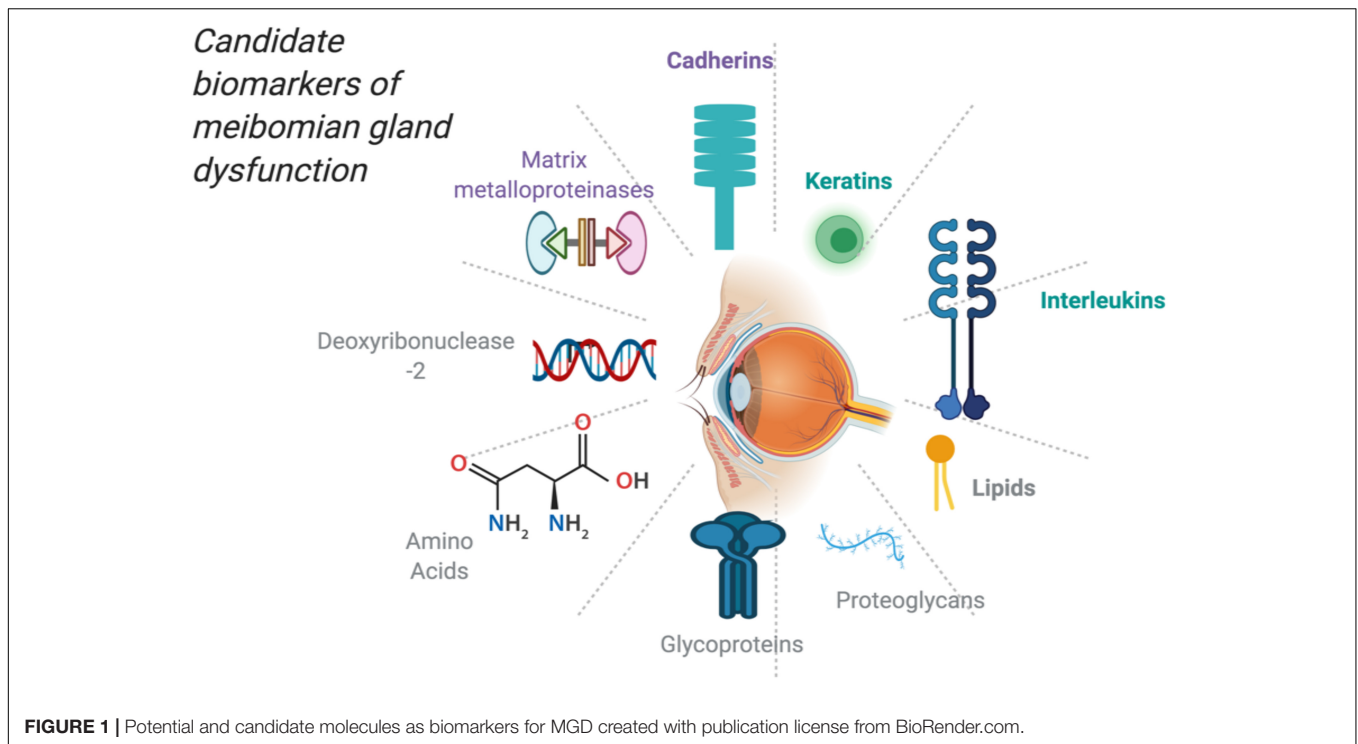 Candidate
biomarkers of
meibomian gland
dysfunction
Cadherins
Matrix
metalloproteinases
Keratins
Interleukins
Deoxyribonuclease
-2
O
O
OH
NH₂
NH₂
Amino
Acids
Lipids
Proteoglycans
Glycoproteins
FIGURE 1 | Potential and candidate molecules as biomarkers for MGD created with publication license from BioRender.com.